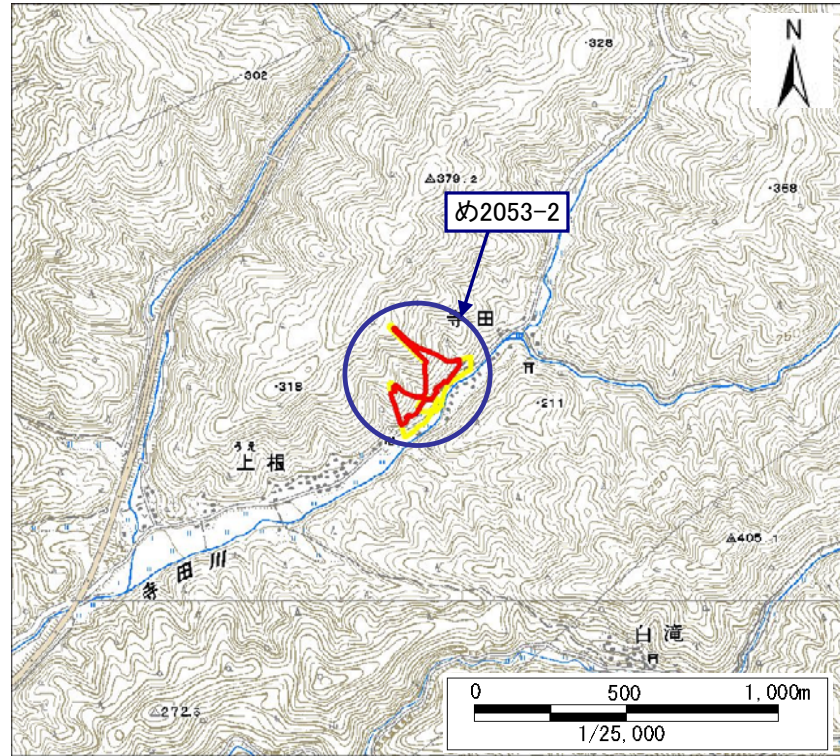 N
・328
・302
△379.2
・368
め2053-2
寺田
・318
・211
うえ
上根
△405.1
寺田川
白滝
△272.5
0 500 1,000m
1/25,000